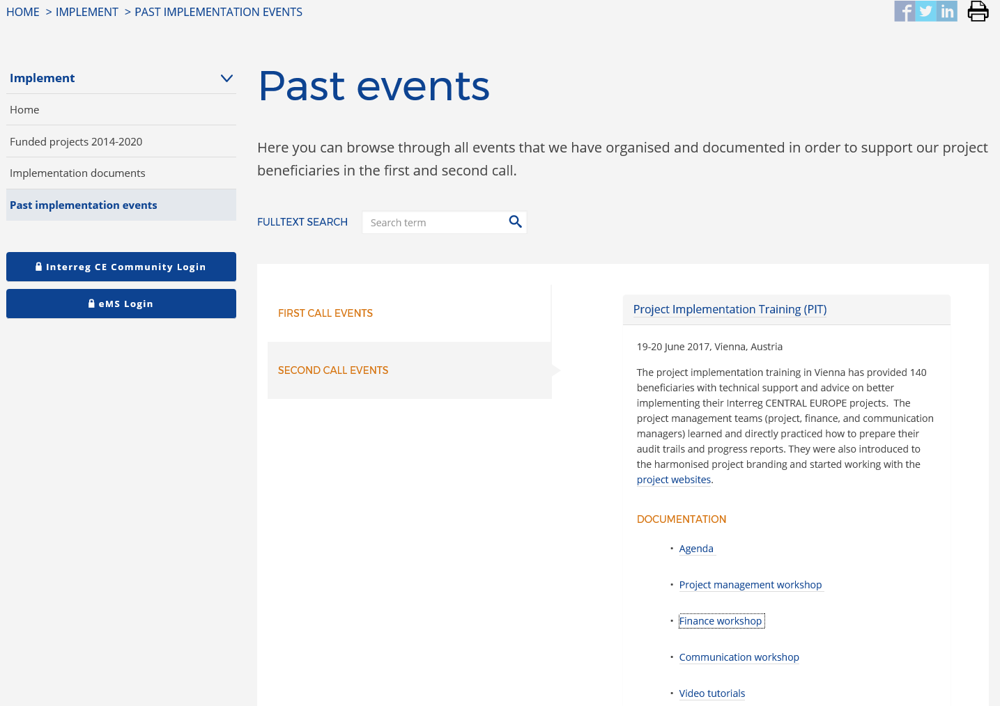 HOME > IMPLEMENT > PAST IMPLEMENTATION EVENTS
Implement
Home
Funded projects 2014-2020
Implementation documents
Past implementation events
Interreg CE Community Login
eMS Login
Past events
Here you can browse through all events that we have organised and documented in order to support our project
beneficiaries in the first and second call.
FULLTEXT SEARCH
Search term
FIRST CALL EVENTS
SECOND CALL EVENTS
Project Implementation Training (PIT)
19-20 June 2017, Vienna, Austria
The project implementation training in Vienna has provided 140
beneficiaries with technical support and advice on better
implementing their Interreg CENTRAL EUROPE projects. The
project management teams (project, finance, and communication
managers) learned and directly practiced how to prepare their
audit trails and progress reports. They were also introduced to
the harmonised project branding and started working with the
project websites.
DOCUMENTATION
• Agenda
• Project management workshop
• Finance workshop
• Communication workshop
• Video tutorials